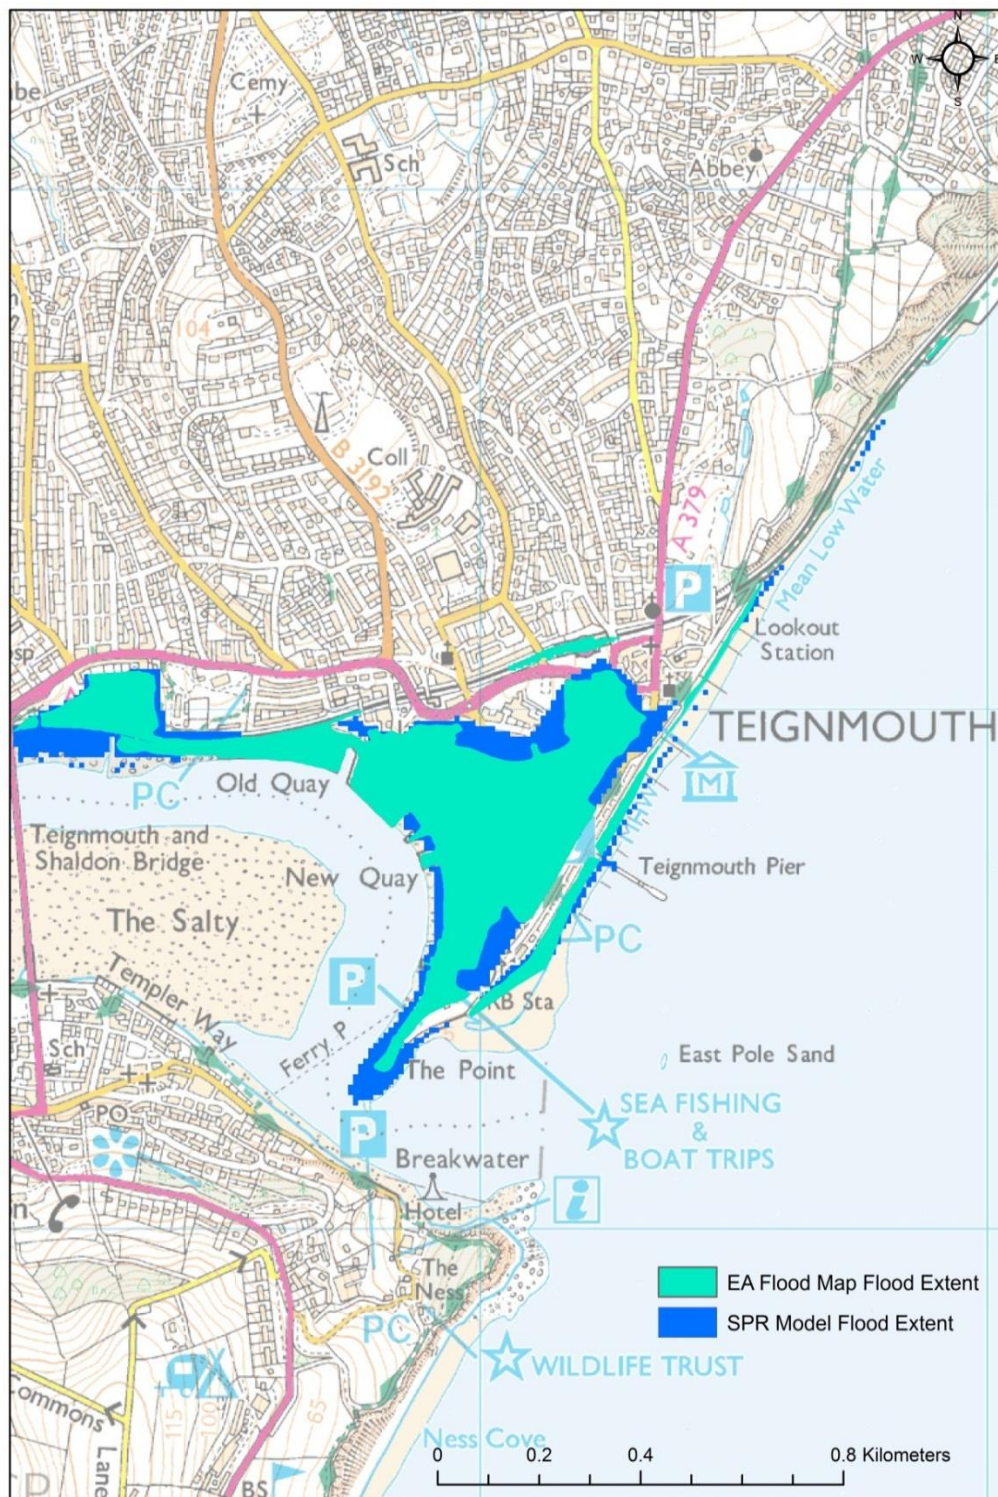 N
W
E
S
Cemy
Sch
Abbey
104
Coll
B 3192
A 379
P
Mean Low Water
Lookout
Station
TEIGNMOUTH
M
MHW
PC
Old Quay
Teignmouth and
Shaldon Bridge
New Quay
Teignmouth Pier
The Salty
PC
P
Templer Way
Ferry P
RB Sta
Sch
The Point
East Pole Sand
PO
SEA FISHING
&
BOAT TRIPS
P
Breakwater
i
Hotel
The
Ness
EA Flood Map Flood Extent
PC
SPR Model Flood Extent
WILDLIFE TRUST
Commons
Lane
115
100
65
Ness Cove
BS
0 0.2 0.4 0.8 Kilometers